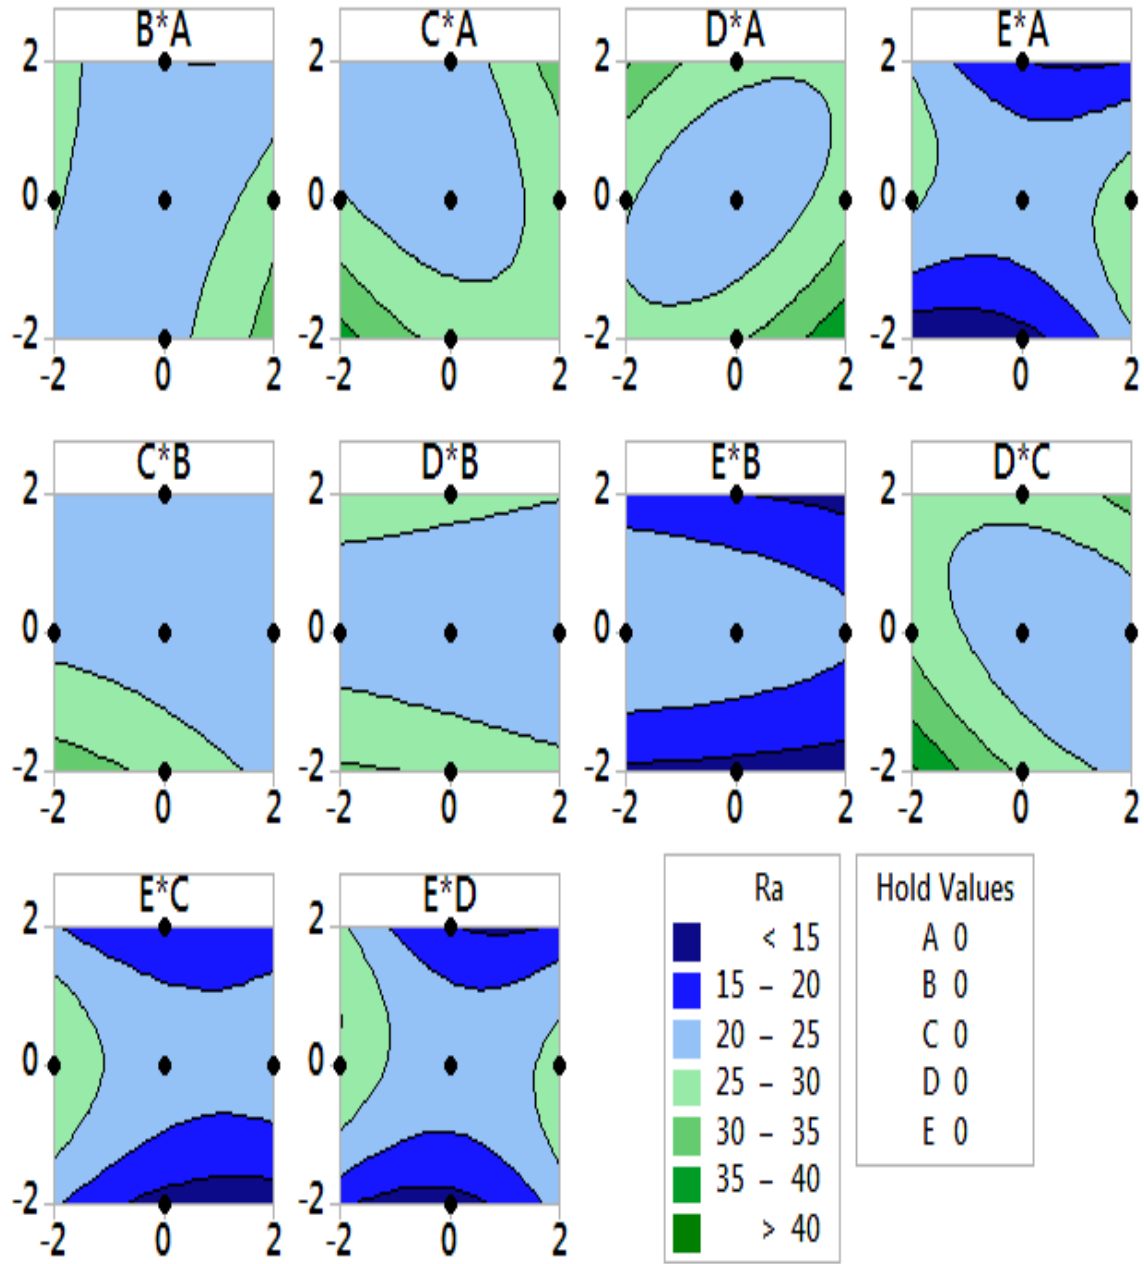 B*A C*A D*A E*A
2 2 2 2
0 0 0 0
-2 -2 -2 -2
-2 0 2 -2 0 2 -2 0 2 -2 0 2
C*B D*B E*B D*C
2 2 2 2
0 0 0 0
-2 -2 -2 -2
-2 0 2 -2 0 2 -2 0 2 -2 0 2
E*C E*D
2 2
0 0
-2 -2
-2 0 2 -2 0 2
Ra
< 15
15 – 20
20 – 25
25 – 30
30 – 35
35 – 40
> 40
Hold Values
A 0
B 0
C 0
D 0
E 0